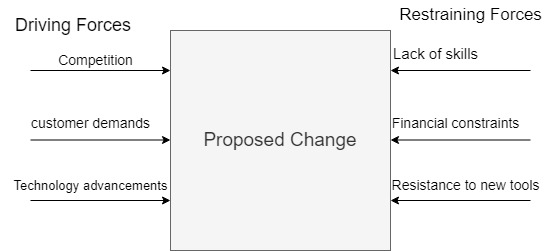 Driving Forces
Restraining Forces
Competition
Lack of skills
customer demands
Financial constraints
Proposed Change
Technology advancements
Resistance to new tools